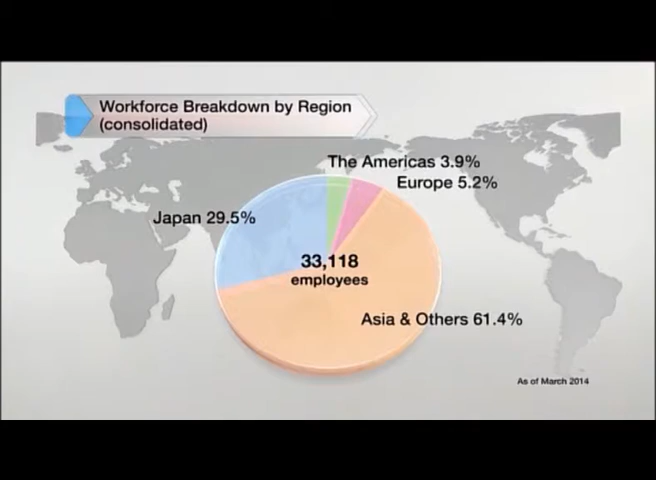 Workforce Breakdown by Region
(consolidated)
The Americas 3.9%
Europe 5.2%
Japan 29.5%
33,118
employees
Asia & Others 61.4%
As of March 2014